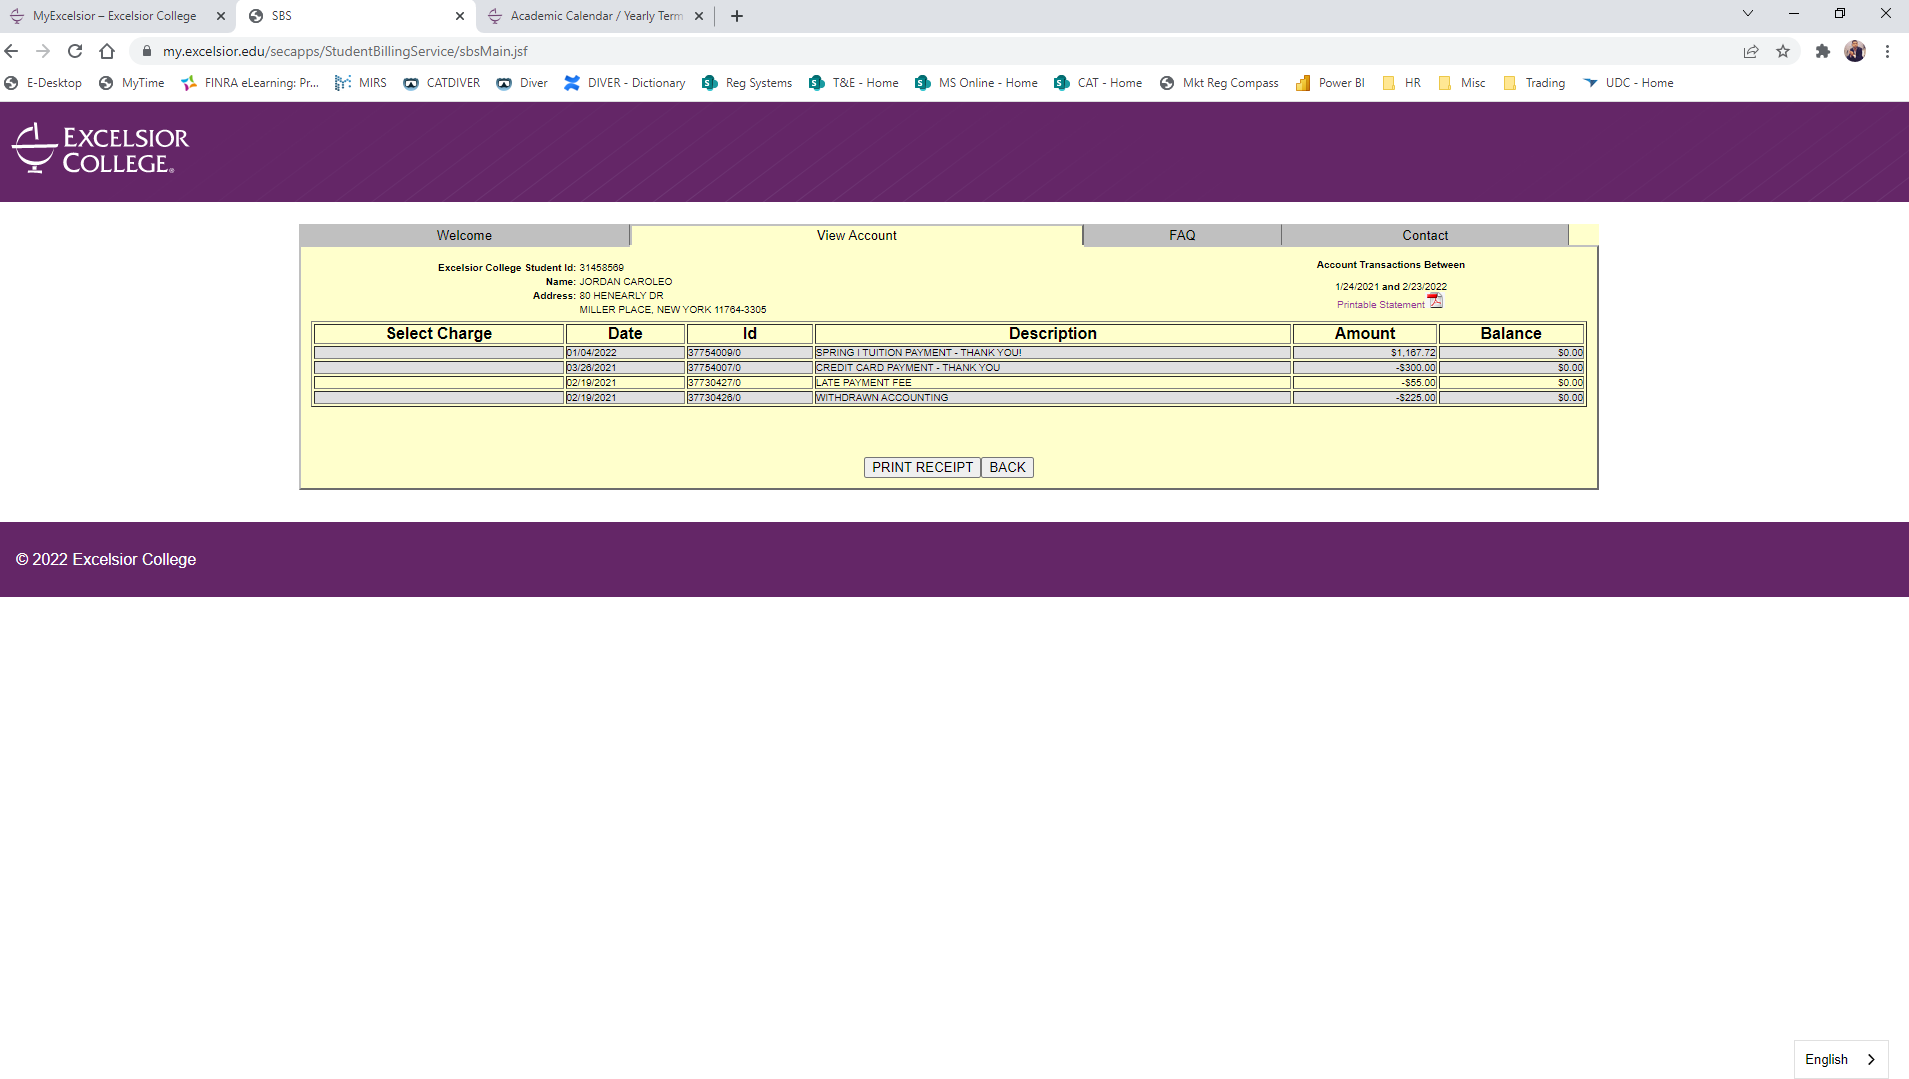 MyExcelsior – Excelsior College
SBS
Academic Calendar / Yearly Term
my.excelsior.edu/secapps/StudentBillingService/sbsMain.jsf
E-Desktop MyTime FINRA eLearning: Pr... MIRS CATDIVER Diver DIVER - Dictionary Reg Systems T&E - Home MS Online - Home CAT - Home Mkt Reg Compass Power BI HR Misc Trading UDC - Home
EXCELSIOR
COLLEGE®
Welcome View Account FAQ Contact
Excelsior College Student Id: 31458569
Name: JORDAN CAROLEO
Address: 80 HENEARLY DR
MILLER PLACE, NEW YORK 11764-3305
Account Transactions Between
1/24/2021 and 2/23/2022
Printable Statement
Select Charge Date Id Description Amount Balance
01/04/2022 37754009/0 SPRING I TUITION PAYMENT - THANK YOU! $1,167.72 $0.00
03/26/2021 37754007/0 CREDIT CARD PAYMENT - THANK YOU -$300.00 $0.00
02/19/2021 37730427/0 LATE PAYMENT FEE -$55.00 $0.00
02/19/2021 37730426/0 WITHDRAWN ACCOUNTING -$225.00 $0.00
PRINT RECEIPT BACK
© 2022 Excelsior College
English